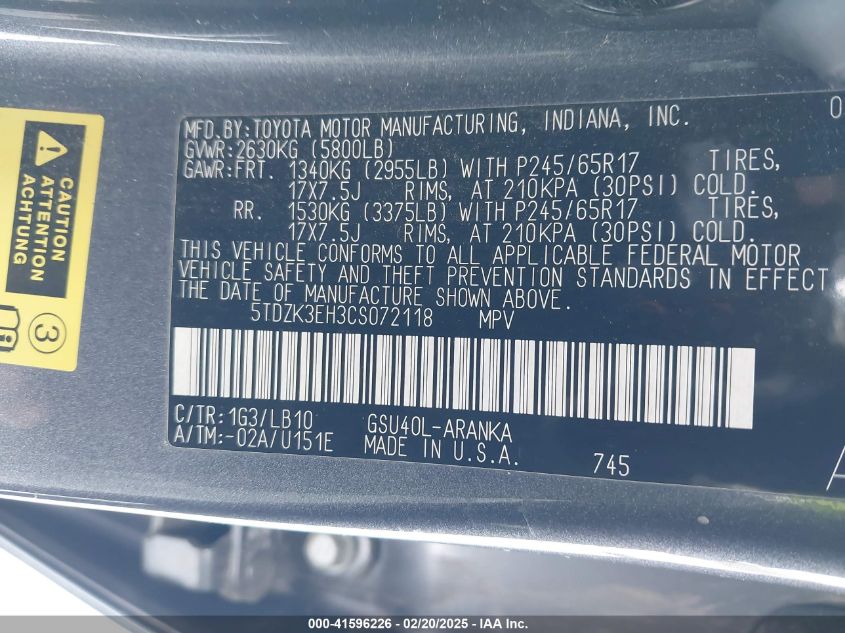 MFD.BY:TOYOTA MOTOR MANUFACTURING, INDIANA, INC.
GVWR:2630KG (5800LB)
GAWR:FRT. 1340KG (2955LB) WITH P245/65R17 TIRES,
17X7.5J RIMS, AT 210KPA (30PSI) COLD.
RR. 1530KG (3375LB) WITH P245/65R17 TIRES,
17X7.5J RIMS, AT 210KPA (30PSI) COLD.
THIS VEHICLE CONFORMS TO ALL APPLICABLE FEDERAL MOTOR
VEHICLE SAFETY AND THEFT PREVENTION STANDARDS IN EFFECT
THE DATE OF MANUFACTURE SHOWN ABOVE.
5TDZK3EH3CS072118 MPV
C/TR:1G3/LB10 GSU40L-ARANKA
A/TM:-02A/U151E MADE IN U.S.A.
745
CAUTION
ATTENTION
ACHTUNG
3
000-41596226 - 02/20/2025 - IAA Inc.